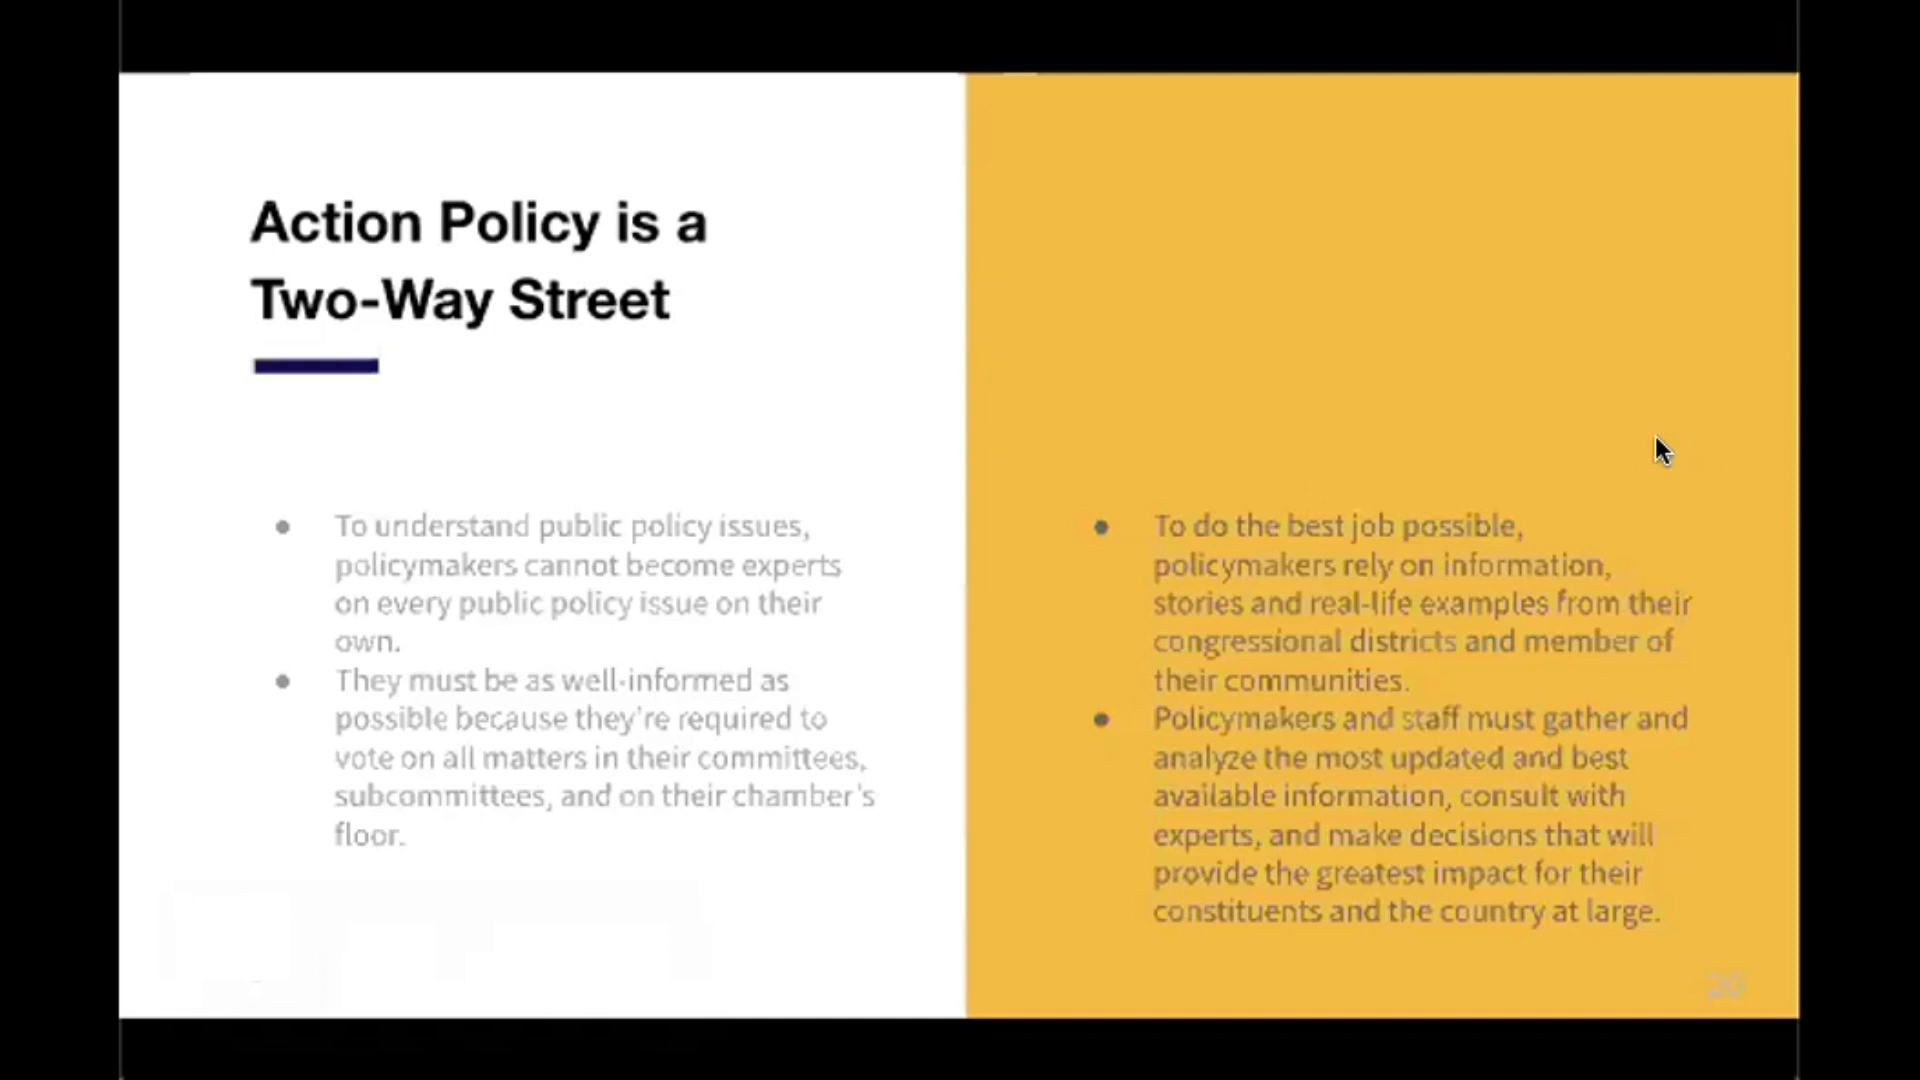 Action Policy is a
Two-Way Street
● To understand public policy issues,
policymakers cannot become experts
on every public policy issue on their
own.
● They must be as well-informed as
possible because they're required to
vote on all matters in their committees,
subcommittees, and on their chamber's
floor.
● To do the best job possible,
policymakers rely on information,
stories and real-life examples from their
congressional districts and member of
their communities.
● Policymakers and staff must gather and
analyze the most updated and best
available information, consult with
experts, and make decisions that will
provide the greatest impact for their
constituents and the country at large.
20